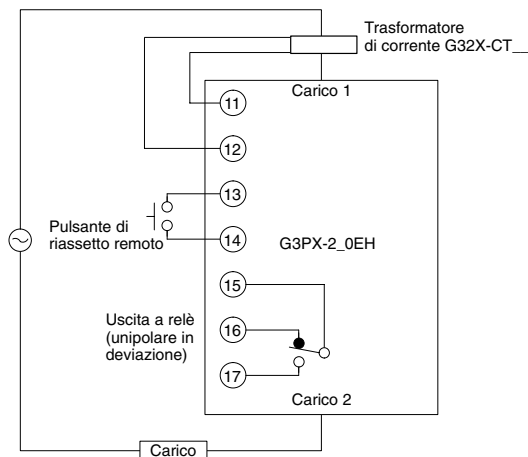 Trasformatore
di corrente G32X-CT__
Carico 1
11
12
13
Pulsante di
riassetto remoto
14
G3PX-2_0EH
15
Uscita a relè
(unipolare in
deviazione)
16
17
Carico 2
Carico